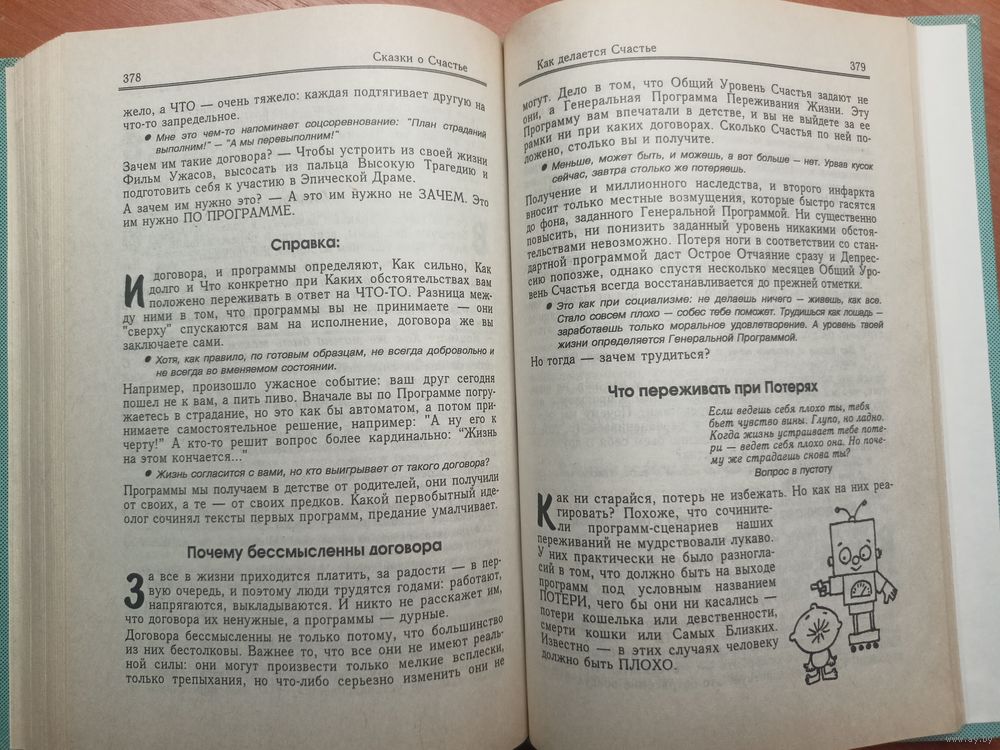 378
Сказки о Счастье
жело, а ЧТО — очень тяжело: каждая подтягивает другую на
что-то запредельное.
● Мне это чем-то напоминает соцсоревнование: "План страданий
выполним!" — "А мы перевыполним!"
Зачем им такие договора? — Чтобы устроить из своей жизни
Фильм Ужасов, высосать из пальца Высокую Трагедию и
подготовить себя к участию в Эпической Драме.
А зачем им нужно это? — А это им нужно не ЗАЧЕМ. Это
им нужно ПО ПРОГРАММЕ.
Справка:
И договора, и программы определяют, Как сильно, Как
долго и Что конкретно при Каких обстоятельствах вам
положено переживать в ответ на ЧТО-ТО. Разница меж-
ду ними в том, что программы вы не принимаете — они
"сверху" спускаются вам на исполнение, договора же вы
заключаете сами.
● Хотя, как правило, по готовым образцам, не всегда добровольно и
не всегда во вменяемом состоянии.
Например, произошло ужасное событие: ваш друг сегодня
пошел не к вам, а пить пиво. Вначале вы по Программе погру-
жаетесь в страдание, но это как бы автоматом, а потом при-
нимаете самостоятельное решение, например: "А ну его к
черту!" А кто-то решит вопрос более кардинально: "Жизнь
на этом кончается..."
● Жизнь согласится с вами, но кто выигрывает от такого договора?
Программы мы получаем в детстве от родителей, они получили
от своих, а те — от своих предков. Какой первобытный иде-
олог сочинял тексты первых программ, предание умалчивает.
Почему бессмысленны договора
За все в жизни приходится платить, за радости — в пер-
вую очередь, и поэтому люди трудятся годами: работают,
напрягаются, выкладываются. И никто не расскажет им,
что договора их ненужные, а программы — дурные.
Договора бессмысленны не только потому, что большинство
из них бестолковы. Важнее то, что все они не имеют реаль-
ной силы: они могут произвести только мелкие всплески,
только трепыхания, но что-либо серьезно изменить они не
Как делается Счастье
379
могут. Дело в том, что Общий Уровень Счастья задают не
они, а Генеральная Программа Переживания Жизни. Эту
Программу вам впечатали в детстве, и вы не выйдете за ее
рамки ни при каких договорах. Сколько Счастья по ней по-
ложено, столько вы и получите.
● Меньше, может быть, и можешь, а вот больше — нет. Урвав кусок
сейчас, завтра столько же потеряешь.
Получение и миллионного наследства, и второго инфаркта
вносит только местные возмущения, которые быстро гасятся
до фона, заданного Генеральной Программой. Ни существенно
повысить, ни понизить заданный уровень никакими обстоя-
тельствами невозможно. Потеря ноги в соответствии со стан-
дартной программой даст Острое Отчаяние сразу и Депрес-
сию попозже, однако спустя несколько месяцев Общий Уро-
вень Счастья всегда восстанавливается до прежней отметки.
● Это как при социализме: не делаешь ничего — живешь, как все.
Стало совсем плохо — собес тебе поможет. Трудишься как лошадь —
заработаешь только моральное удовлетворение. А уровень твоей
жизни определяется Генеральной Программой.
Но тогда — зачем трудиться?
Что переживать при Потерях
Если ведешь себя плохо ты, тебя
бьет чувство вины. Глупо, но ладно.
Когда жизнь устраивает тебе поте-
ри — ведет себя плохо она. Но поче-
му же страдаешь снова ты?
Вопрос в пустоту
Как ни старайся, потерь не избежать. Но как на них реа-
гировать? Похоже, что сочините-
ли программ-сценариев наших
переживаний не мудрствовали лукаво.
У них практически не было разногла-
сий в том, что должно быть на выходе
программ под условным названием
ПОТЕРИ, чего бы они ни касались —
потери кошелька или девственности,
смерти кошки или Самых Близких.
Известно — в этих случаях человеку
должно быть ПЛОХО.
www.ay.by